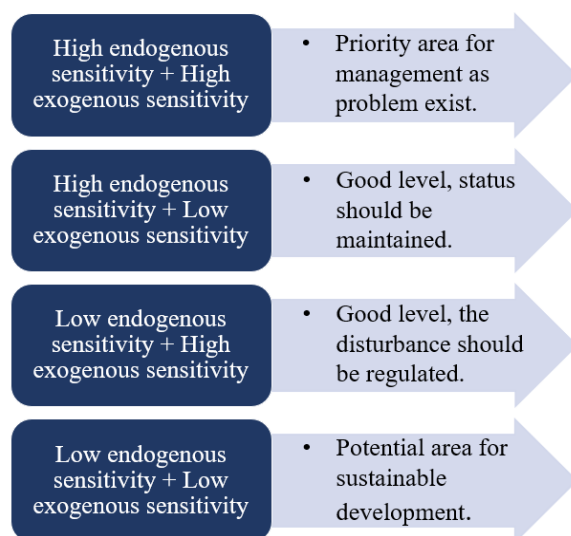 High endogenous
sensitivity + High
exogenous sensitivity
• Priority area for
management as
problem exist.
High endogenous
sensitivity + Low
exogenous sensitivity
• Good level, status
should be
maintained.
Low endogenous
sensitivity + High
exogenous sensitivity
• Good level, the
disturbance should
be regulated.
Low endogenous
sensitivity + Low
exogenous sensitivity
• Potential area for
sustainable
development.